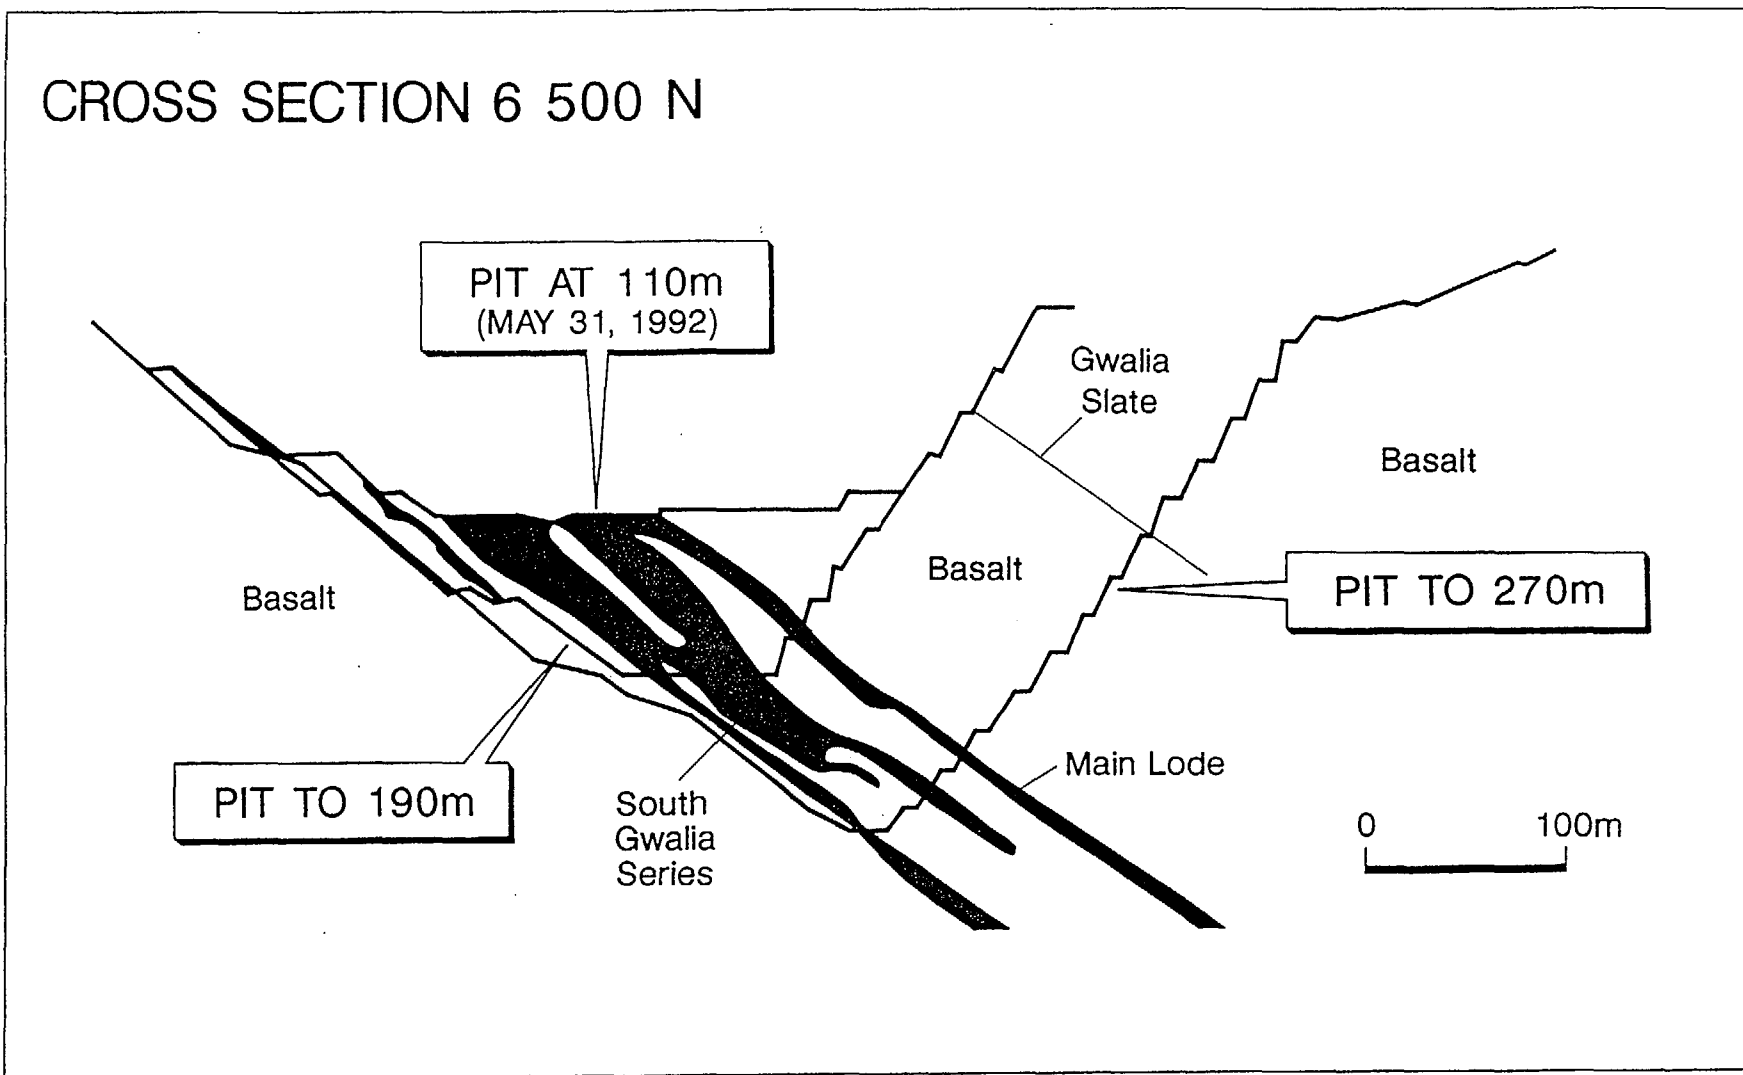 CROSS SECTION 6 500 N
PIT AT 110m
(MAY 31, 1992)
Gwalia
Slate
Basalt
Basalt
Basalt
PIT TO 270m
PIT TO 190m
South
Gwalia
Series
Main Lode
0 100m